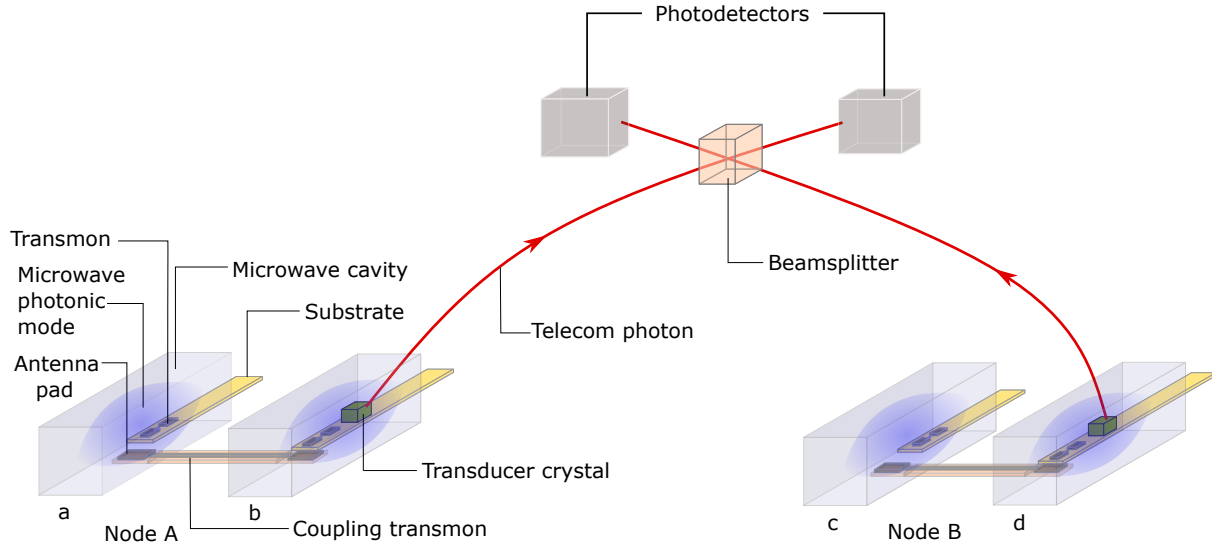 Photodetectors
Beamsplitter
Transmon
Microwave
photonic
mode
Antenna
pad
Microwave cavity
Substrate
Telecom photon
Transducer crystal
Coupling transmon
a
Node A
b
c
Node B
d